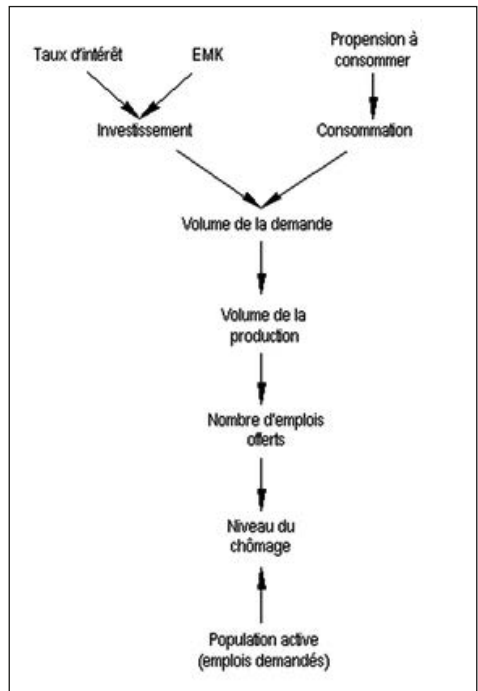 Taux d'intérêt
EMK
Propension à
consommer
Investissement
Consommation
Volume de la demande
Volume de la
production
Nombre d'emplois
offerts
Niveau du
chômage
Population active
(emplois demandés)